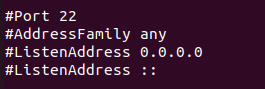 #Port 22
#AddressFamily any
#ListenAddress 0.0.0.0
#ListenAddress ::